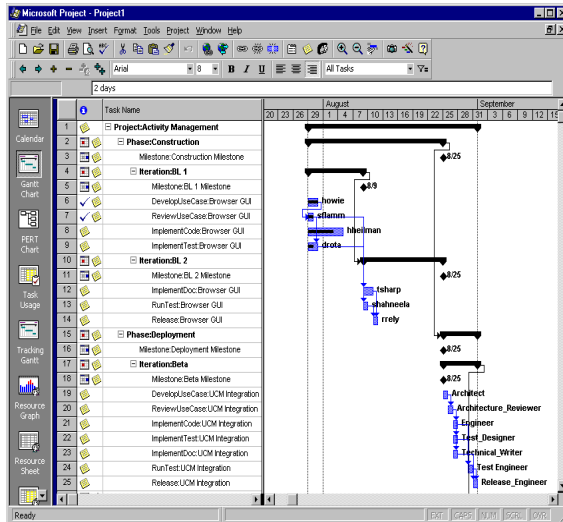 Microsoft Project - Project1
File Edit View Insert Format Tools Project Window Help
Arial 8 B I U All Tasks
2 days
Task Name August September
20 23 26 29 1 4 7 10 13 16 19 22 25 28 31 3 6 9 12 15
1 Project:Activity Management
2 Phase:Construction
3 Milestone:Construction Milestone 8/25
4 Iteration:BL 1
5 Milestone:BL 1 Milestone 8/9
6 DevelopUseCase:Browser GUI howie
7 ReviewUseCase:Browser GUI sflamm
8 ImplementCode:Browser GUI hheilman
9 ImplementTest:Browser GUI drota
10 Iteration:BL 2
11 Milestone:BL 2 Milestone 8/25
12 ImplementDoc:Browser GUI tsharp
13 RunTest:Browser GUI shahneela
14 Release:Browser GUI rrely
15 Phase:Deployment
16 Milestone:Deployment Milestone 8/25
17 Iteration:Beta
18 Milestone:Beta Milestone 8/25
19 DevelopUseCase:UCM Integration Architect
20 ReviewUseCase:UCM Integration Architecture_Reviewer
21 ImplementCode:UCM Integration Engineer
22 ImplementTest:UCM Integration Test_Designer
23 ImplementDoc:UCM Integration Technical_Writer
24 RunTest:UCM Integration Test Engineer
25 Release:UCM Integration Release_Engineer
Calendar
Gantt
Chart
PERT
Chart
Task
Usage
Tracking
Gantt
Resource
Graph
Resource
Sheet
Ready EXT CAPS NUM SCRL OVR